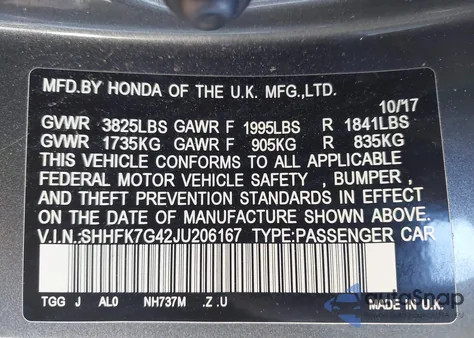 MFD.BY HONDA OF THE U.K. MFG.,LTD.
10/17
GVWR 3825LBS GAWR F 1995LBS R 1841LBS
GVWR 1735KG GAWR F 905KG R 835KG
THIS VEHICLE CONFORMS TO ALL APPLICABLE
FEDERAL MOTOR VEHICLE SAFETY , BUMPER ,
AND THEFT PREVENTION STANDARDS IN EFFECT
ON THE DATE OF MANUFACTURE SHOWN ABOVE.
V.I.N.:SHHFK7G42JU206167 TYPE:PASSENGER CAR
TGG J AL0 NH737M .Z .U MADE IN U.K.
autoSnap